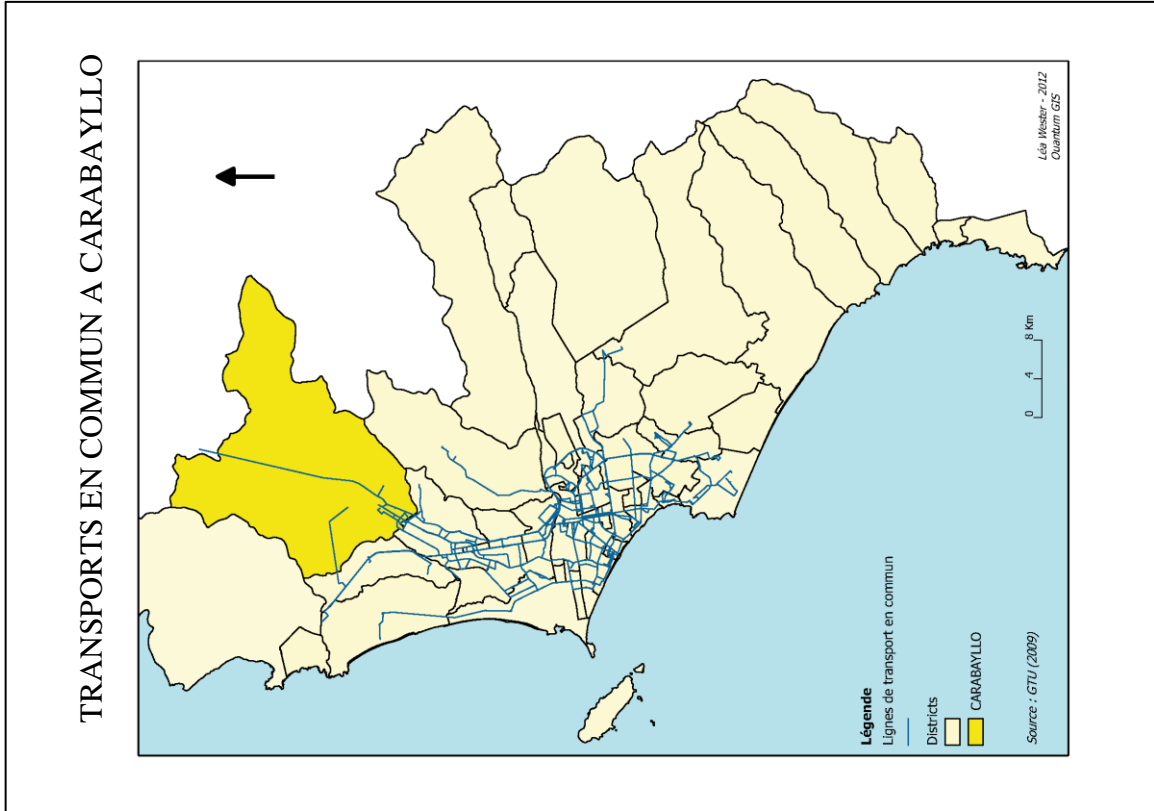 TRANSPORTS EN COMMUN A CARABAYLLO
Léa Wester - 2012
Quantum GIS
0 4 8 Km
Légende
Lignes de transport en commun
Districts
CARABAYLLO
Source : GTU (2009)